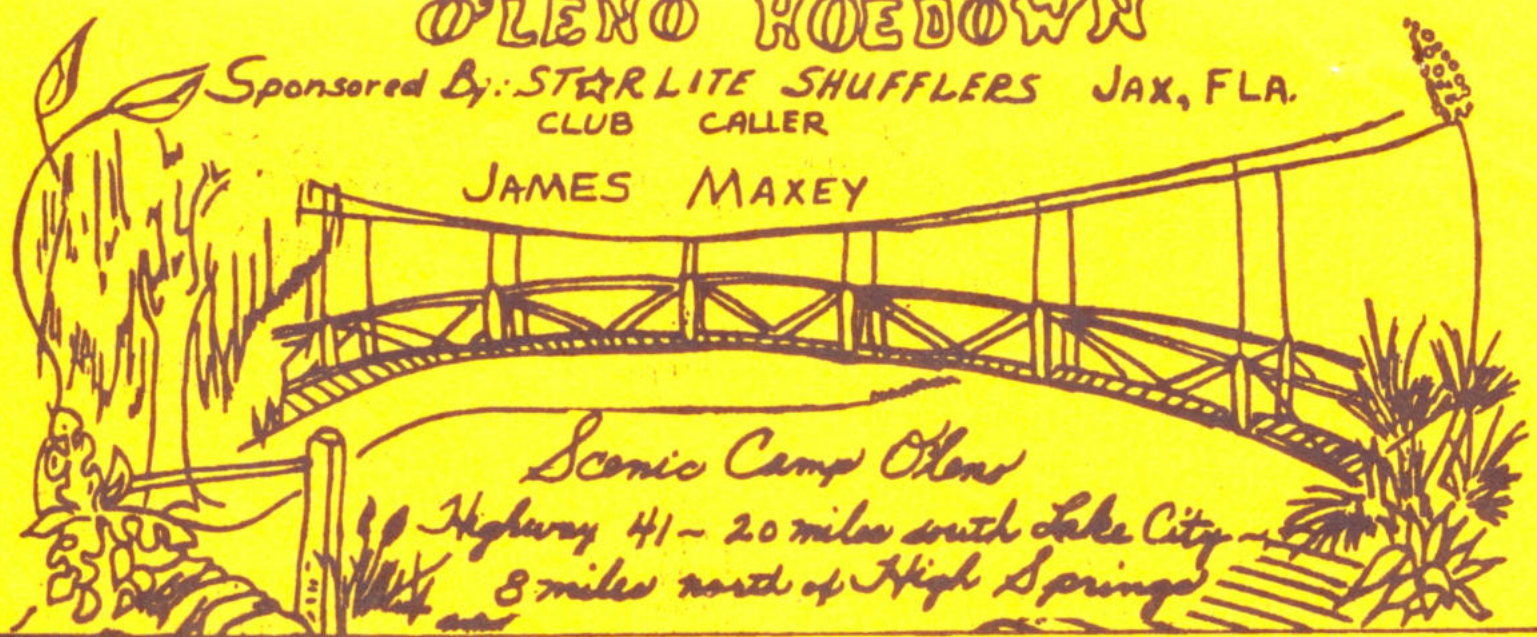 O'LENO HOEDOWN
Sponsored By: STARLITE SHUFFLERS JAX, FLA.
CLUB CALLER
JAMES MAXEY
Scenic Camp O'Leno
Highway 41 ~ 20 miles south Lake City ~
8 miles north of High Springs